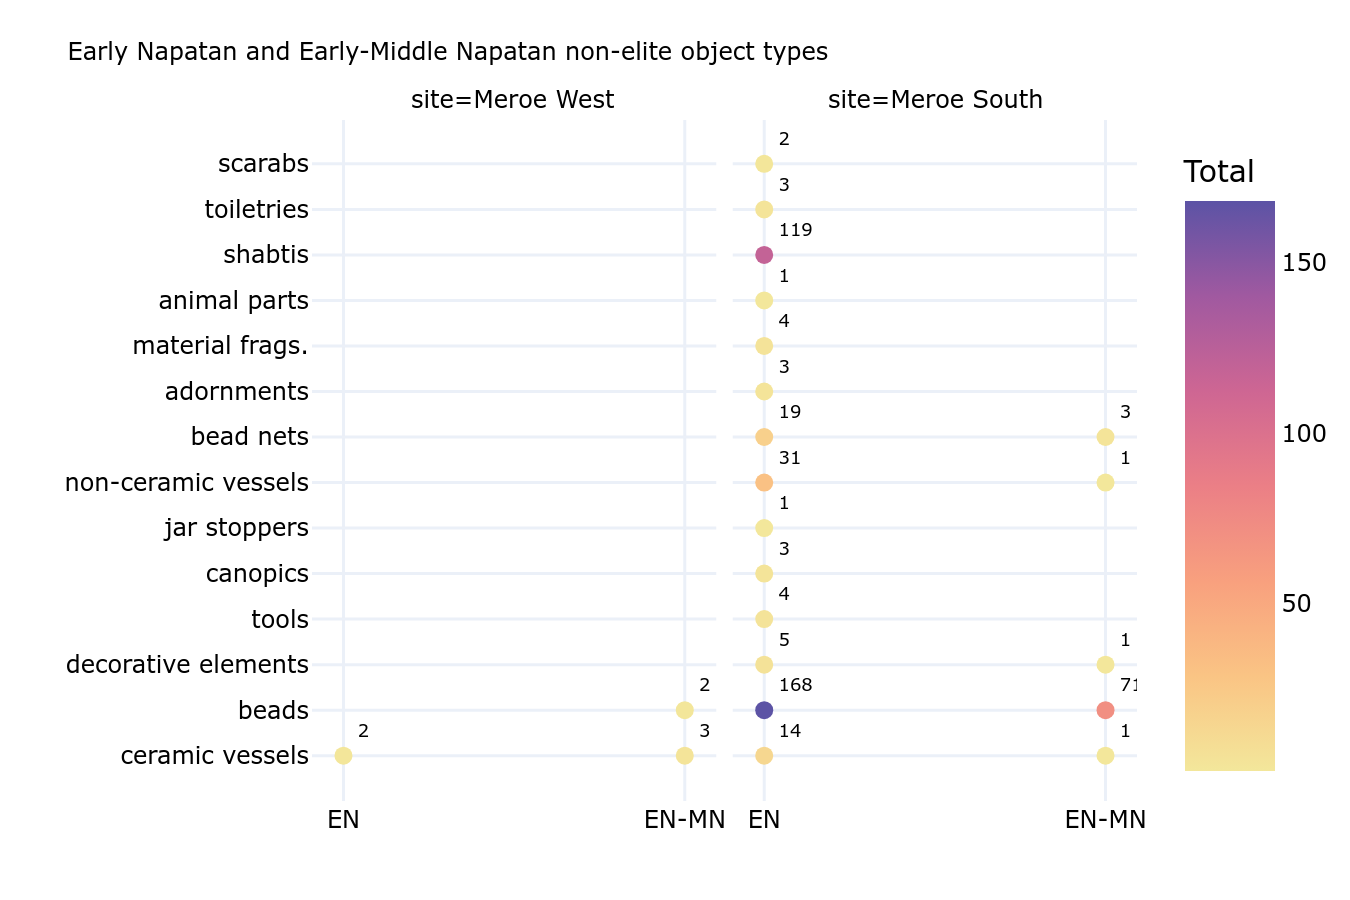 Early Napatan and Early-Middle Napatan non-elite object types
site=Meroe West site=Meroe South
2
scarabs
3
toiletries
119
shabtis
1
animal parts
4
material frags.
3
adornments
19 3
bead nets
31 1
non-ceramic vessels
1
jar stoppers
3
canopics
4
tools
5 1
decorative elements
2 168 71
beads
2 3 14 1
ceramic vessels
EN EN-MN EN EN-MN
Total
150
100
50